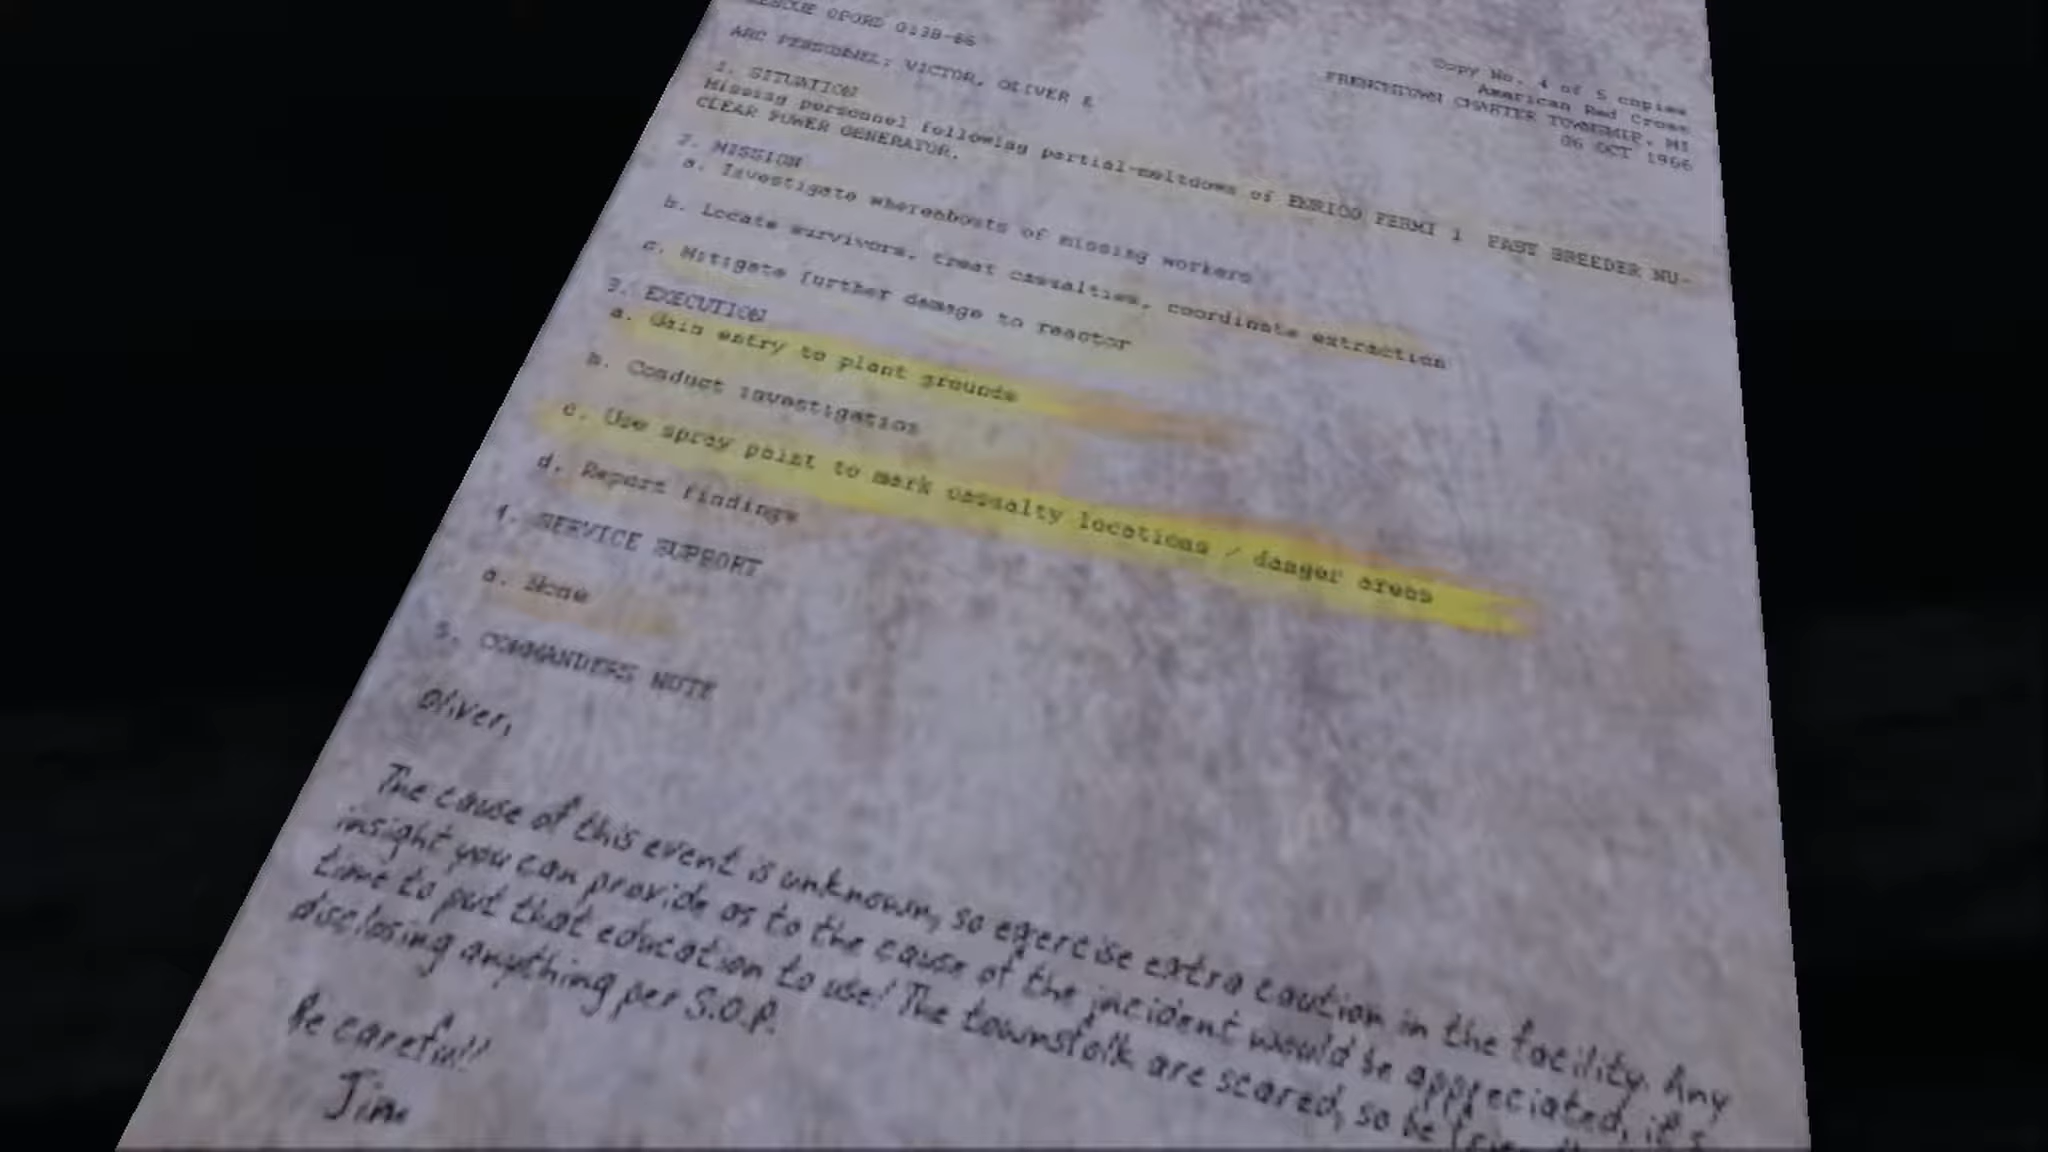 OPORD
Copy No. 4 of 5 copies
American Red Cross
FRENCHTOWN CHARTER TOWNSHIP, MI
06 OCT 1966
ARC PERSONNEL: VICTOR, OLIVER E
1. SITUATION
Missing personnel following partial-meltdown of ENRICO FERMI 1 FAST BREEDER NU-
CLEAR POWER GENERATOR.
2. MISSION
a. Investigate whereabouts of missing workers
b. Locate survivors, treat casualties, coordinate extraction
c. Mitigate further damage to reactor
3. EXECUTION
a. Gain entry to plant grounds
b. Conduct investigation
c. Use spray paint to mark casualty locations / danger areas
d. Report findings
4. SERVICE SUPPORT
a. None
5. COMMANDERS NOTE
Oliver,
The cause of this event is unknown, so exercise extra caution in the facility. Any
insight you can provide as to the cause of the incident would be appreciated, it's
time to put that education to use! The townsfolk are scared, so be
disclosing anything per S.O.P.
Be careful!
Jim